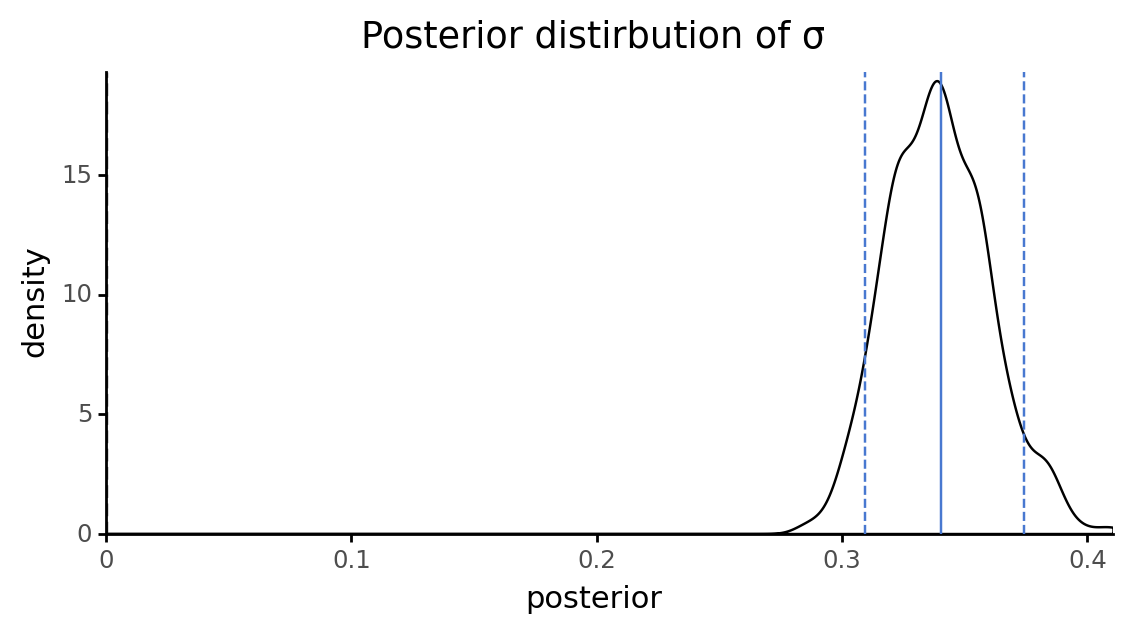 Posterior distirbution of σ
density
15
10
5
0
0 0.1 0.2 0.3 0.4
posterior